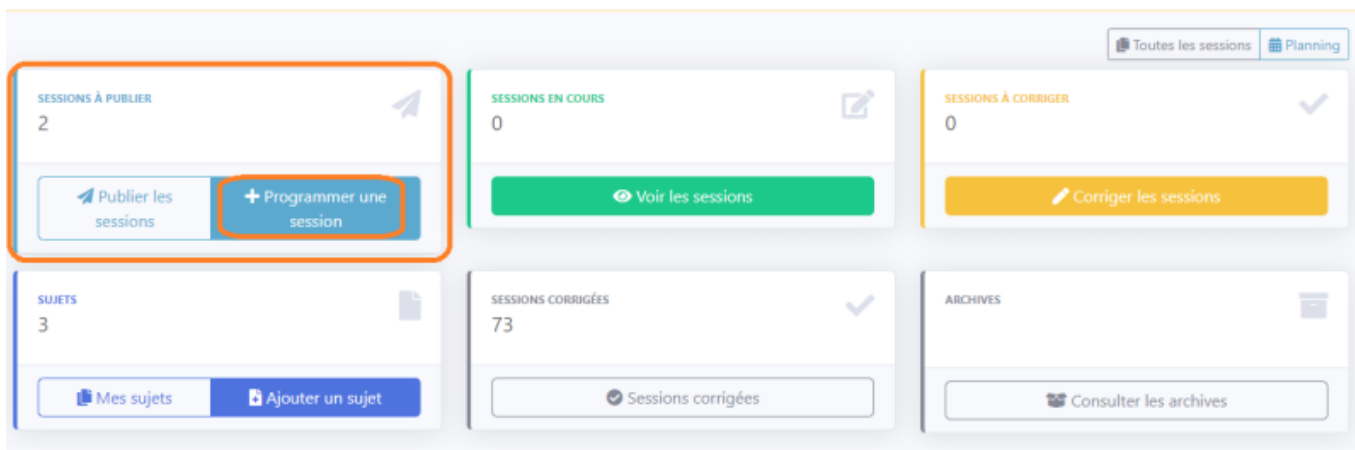 Toutes les sessions Planning
SESSIONS À PUBLIER
2
Publier les
sessions
+ Programmer une
session
SESSIONS EN COURS
0
Voir les sessions
SESSIONS À CORRIGER
0
Corriger les sessions
SUJETS
3
Mes sujets
Ajouter un sujet
SESSIONS CORRIGÉES
73
Sessions corrigées
ARCHIVES
Consulter les archives